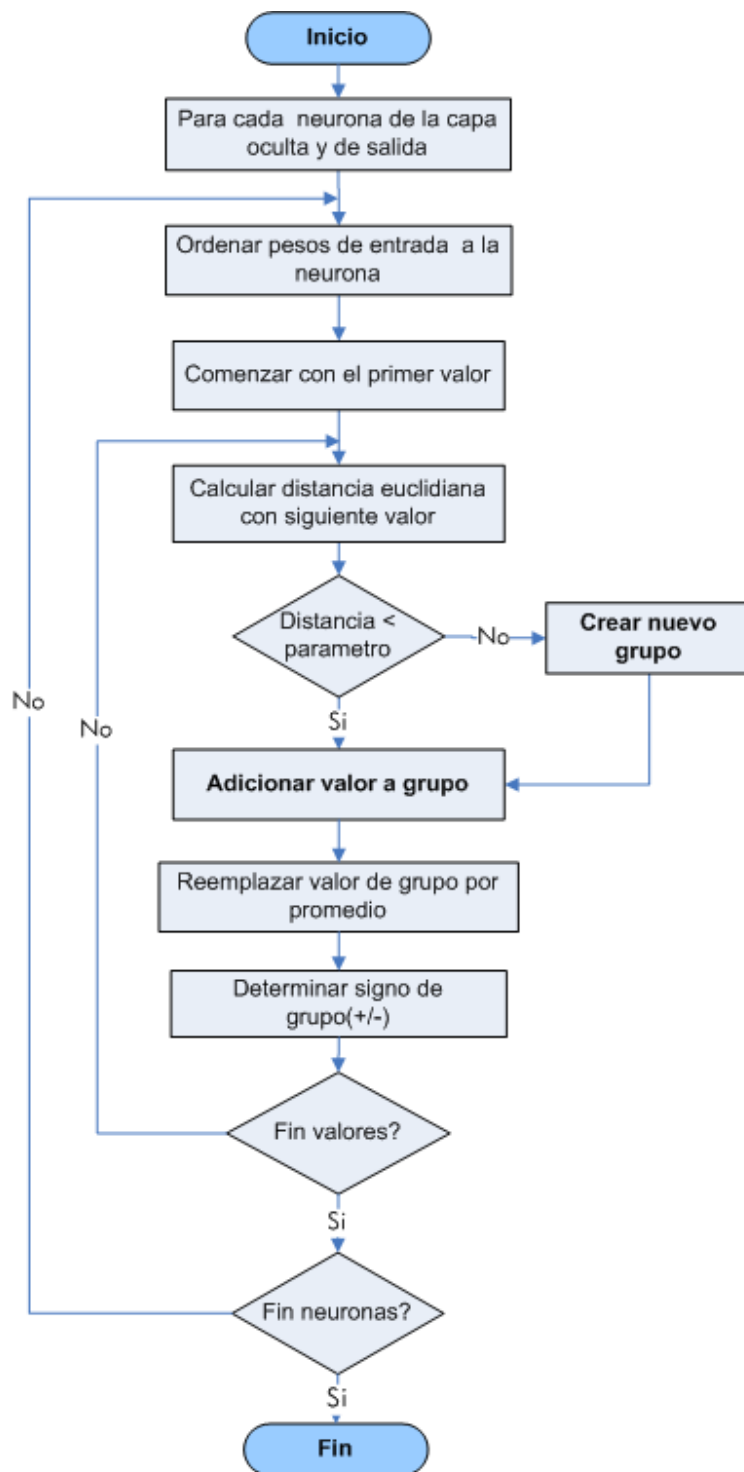 Inicio
Para cada neurona de la capa
oculta y de salida
Ordenar pesos de entrada a la
neurona
Comenzar con el primer valor
Calcular distancia euclidiana
con siguiente valor
Distancia <
parametro
No
Crear nuevo
grupo
Si
Adicionar valor a grupo
Reemplazar valor de grupo por
promedio
Determinar signo de
grupo(+/-)
Fin valores?
No
Si
Fin neuronas?
No
Si
Fin